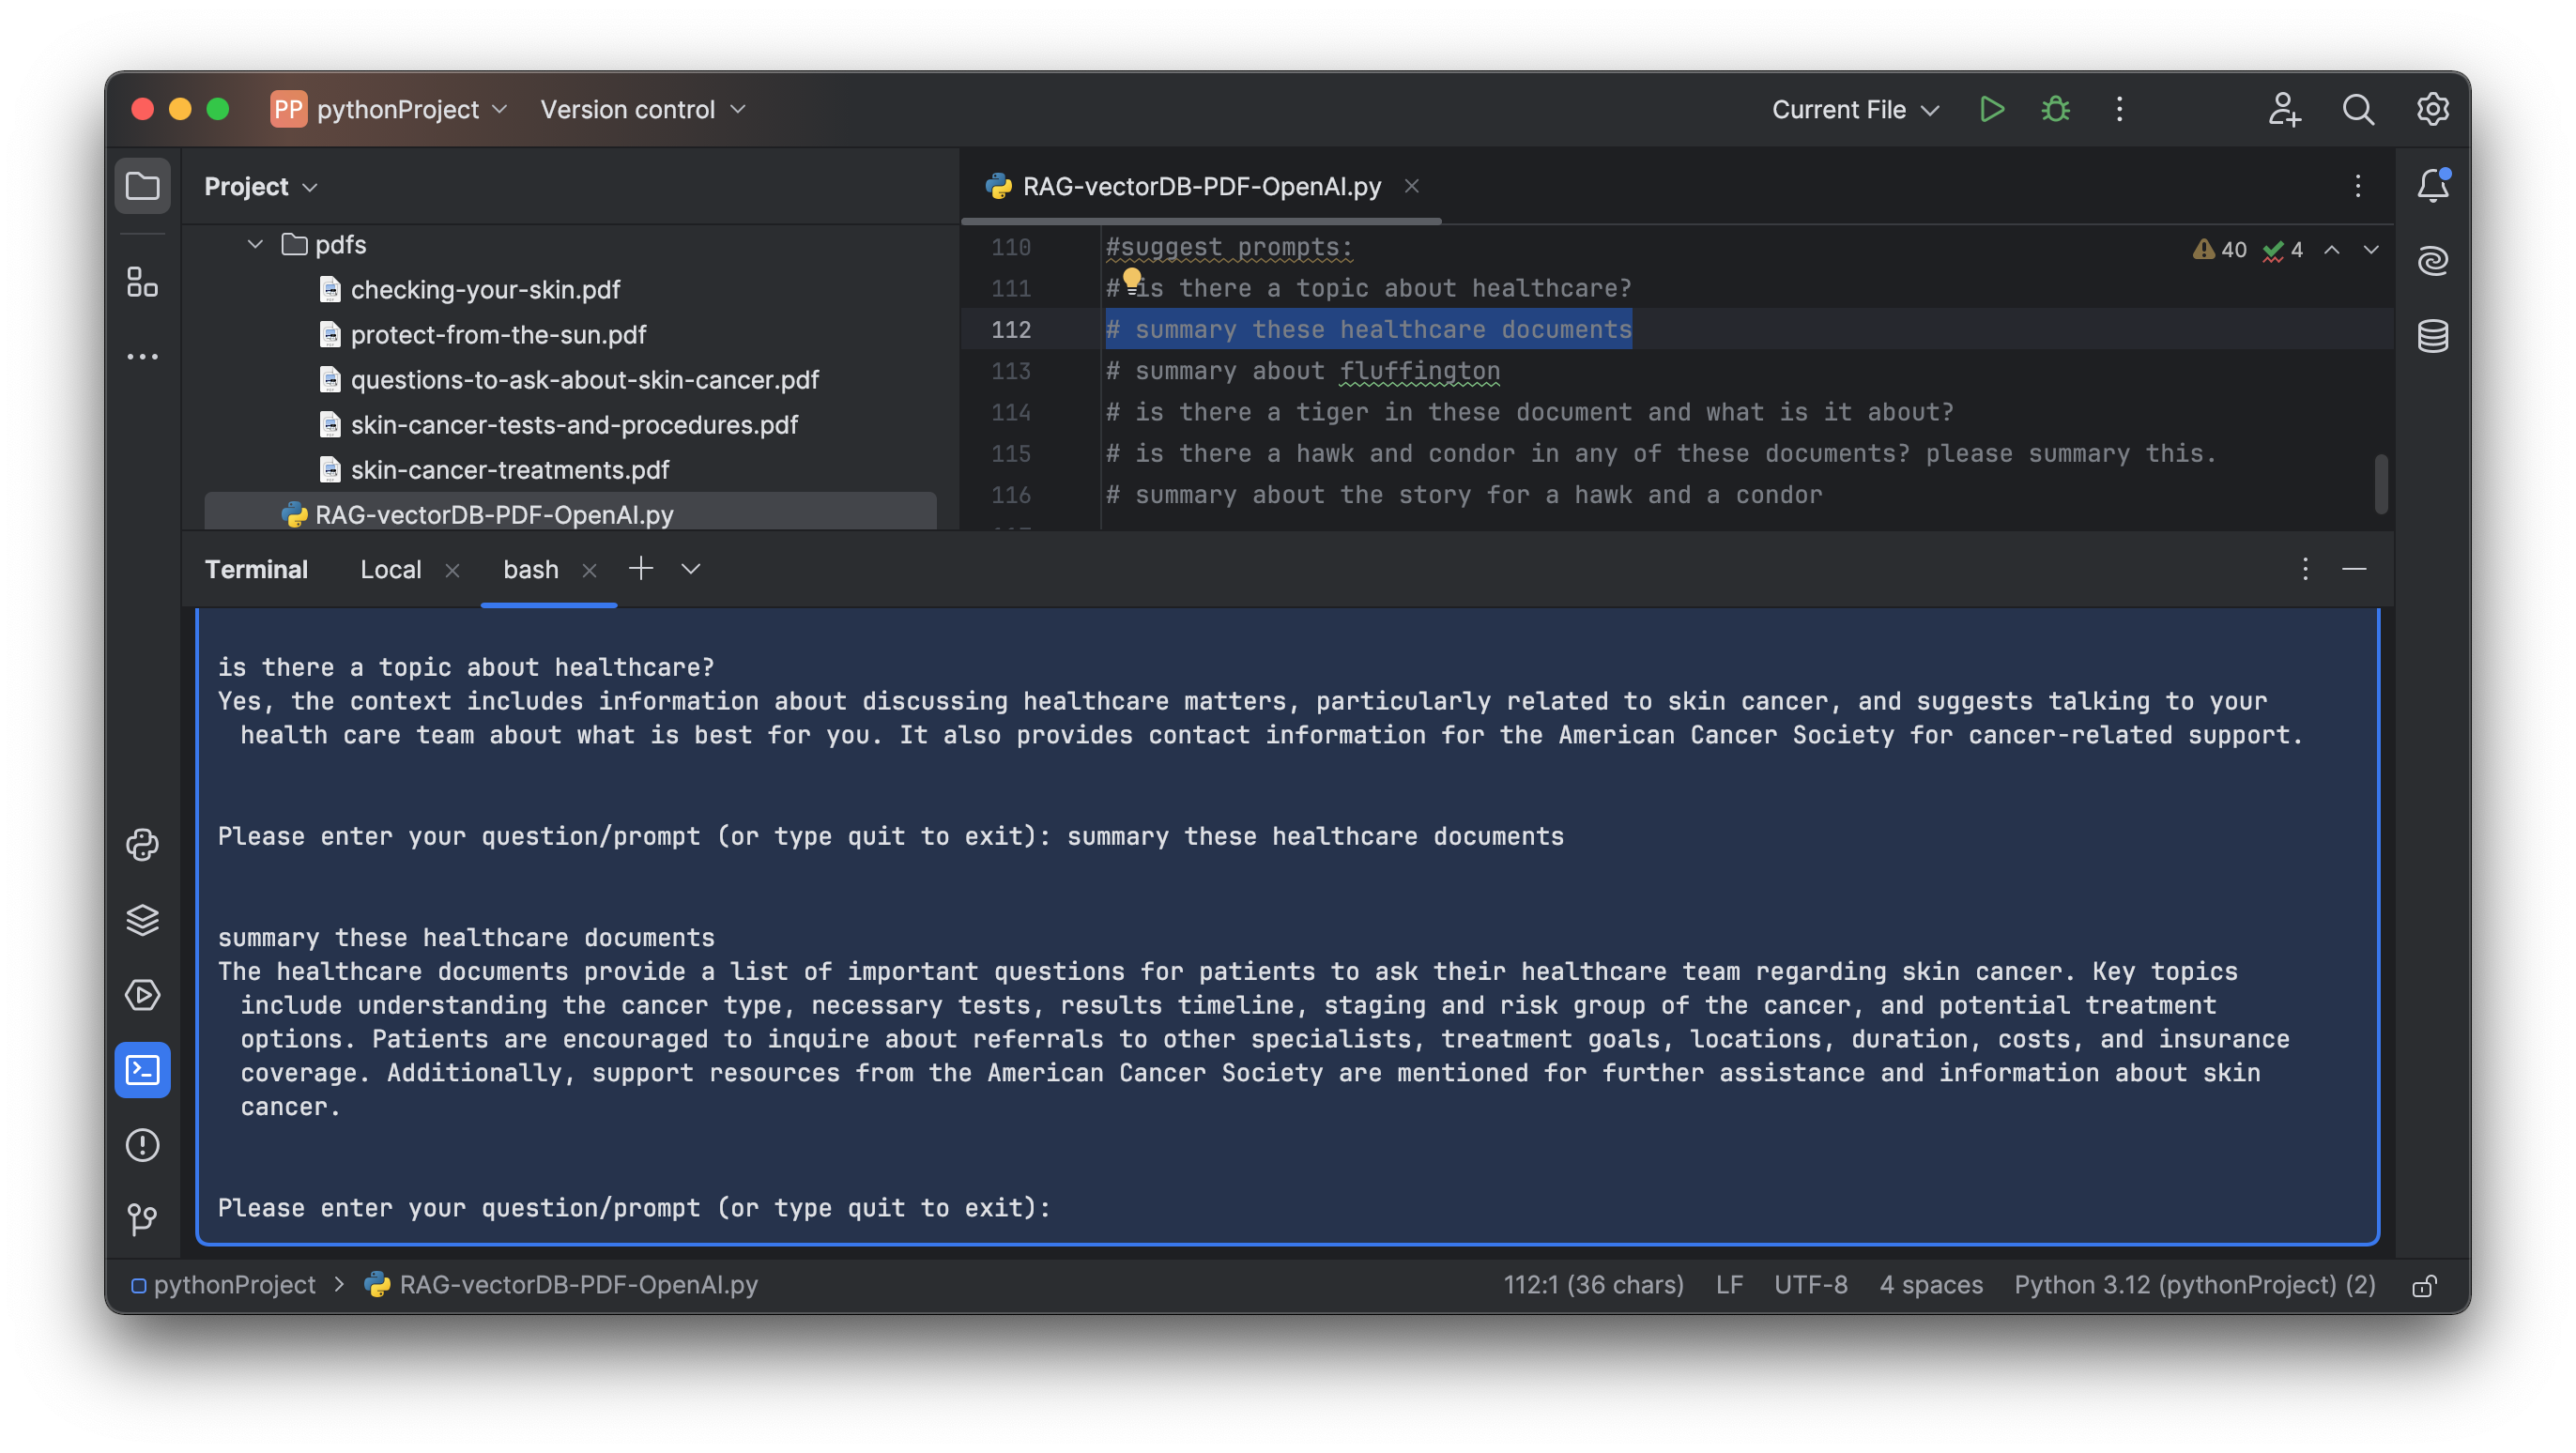 PP pythonProject Version control Current File
Project
RAG-vectorDB-PDF-OpenAI.py
pdfs
checking-your-skin.pdf
protect-from-the-sun.pdf
questions-to-ask-about-skin-cancer.pdf
skin-cancer-tests-and-procedures.pdf
skin-cancer-treatments.pdf
RAG-vectorDB-PDF-OpenAI.py
40 4
110 #suggest prompts:
111 # is there a topic about healthcare?
112 # summary these healthcare documents
113 # summary about fluffington
114 # is there a tiger in these document and what is it about?
115 # is there a hawk and condor in any of these documents? please summary this.
116 # summary about the story for a hawk and a condor
Terminal Local bash
is there a topic about healthcare?
Yes, the context includes information about discussing healthcare matters, particularly related to skin cancer, and suggests talking to your
health care team about what is best for you. It also provides contact information for the American Cancer Society for cancer-related support.
Please enter your question/prompt (or type quit to exit): summary these healthcare documents
summary these healthcare documents
The healthcare documents provide a list of important questions for patients to ask their healthcare team regarding skin cancer. Key topics
include understanding the cancer type, necessary tests, results timeline, staging and risk group of the cancer, and potential treatment
options. Patients are encouraged to inquire about referrals to other specialists, treatment goals, locations, duration, costs, and insurance
coverage. Additionally, support resources from the American Cancer Society are mentioned for further assistance and information about skin
cancer.
Please enter your question/prompt (or type quit to exit):
pythonProject > RAG-vectorDB-PDF-OpenAI.py 112:1 (36 chars) LF UTF-8 4 spaces Python 3.12 (pythonProject) (2)